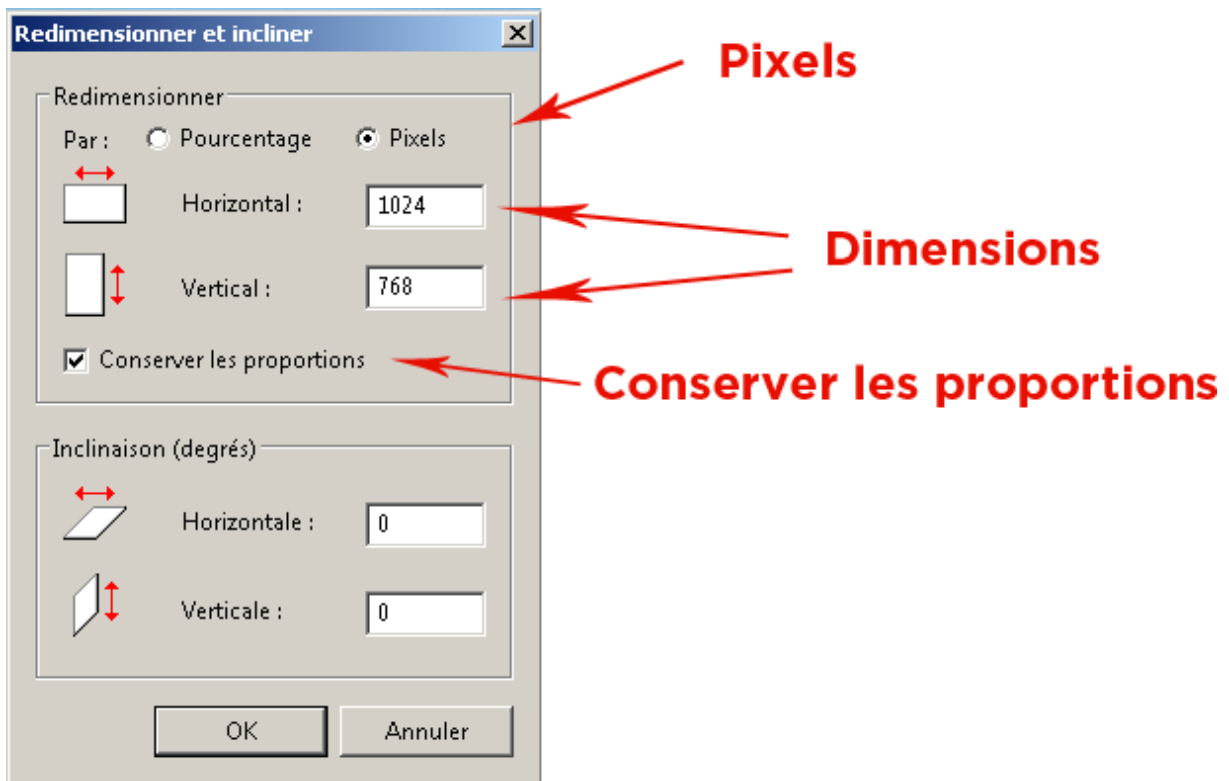 Redimensionner et incliner
Pixels
Redimensionner
Par : Pourcentage Pixels
Horizontal : 1024
Dimensions
Vertical : 768
Conserver les proportions
Conserver les proportions
Inclinaison (degrés)
Horizontale : 0
Verticale : 0
OK Annuler